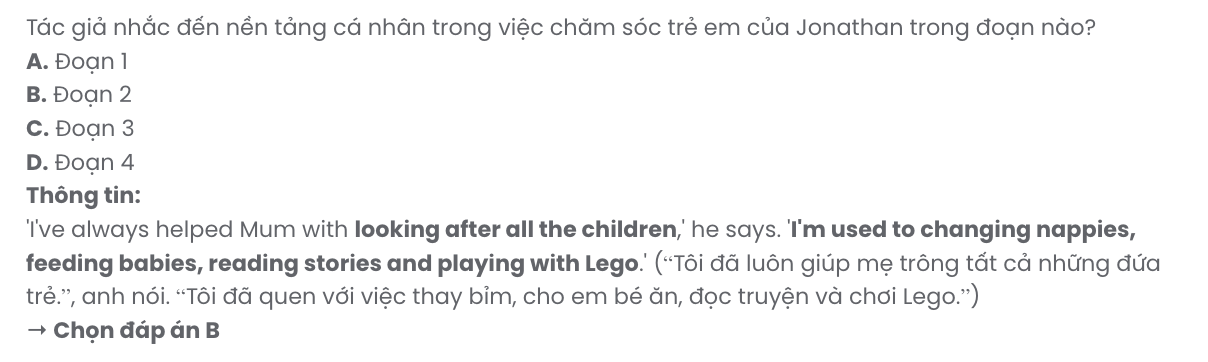 Tác giả nhắc đến nền tảng cá nhân trong việc chăm sóc trẻ em của Jonathan trong đoạn nào?
A. Đoạn 1
B. Đoạn 2
C. Đoạn 3
D. Đoạn 4
Thông tin:
'I've always helped Mum with looking after all the children,' he says. 'I'm used to changing nappies,
feeding babies, reading stories and playing with Lego.' (“Tôi đã luôn giúp mẹ trông tất cả những đứa
trẻ.”, anh nói. “Tôi đã quen với việc thay bỉm, cho em bé ăn, đọc truyện và chơi Lego.”)
→ Chọn đáp án B